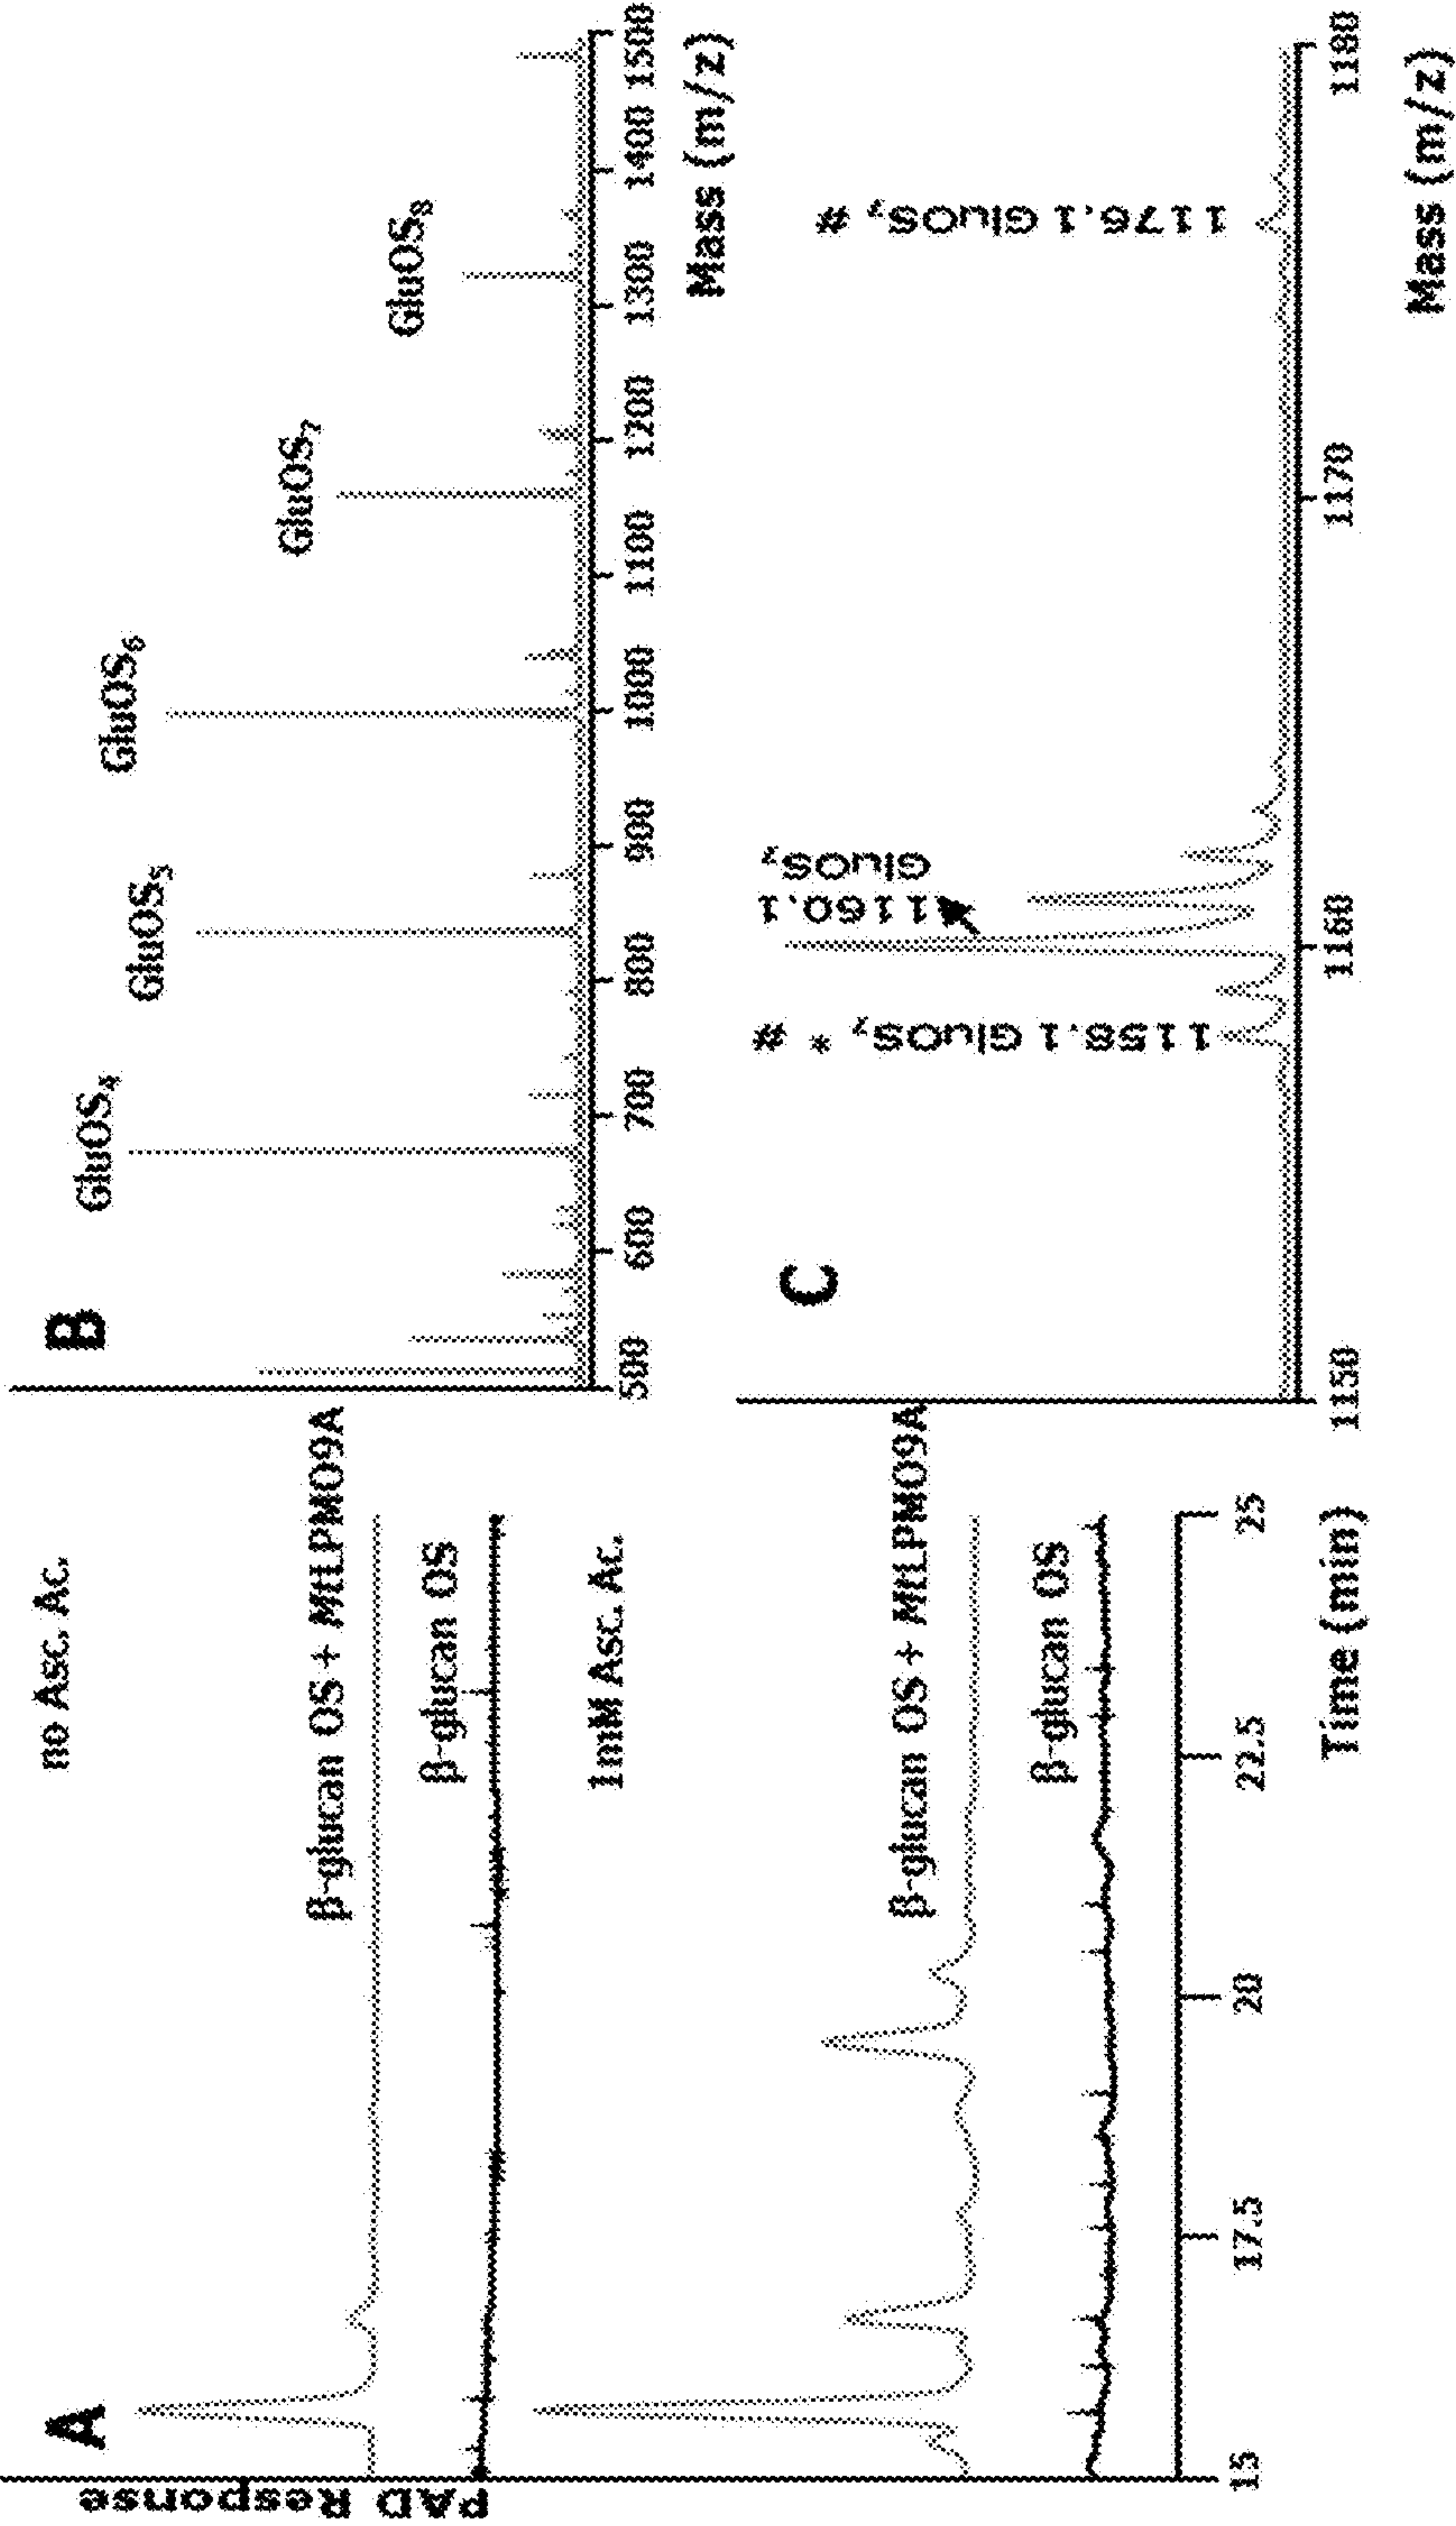 A
no Asc. Ac.
β-glucan OS + MtLPMO9A
β-glucan OS
1mM Asc. Ac.
β-glucan OS + MtLPMO9A
β-glucan OS
PAD Response
15
17.5
20
22.5
25
Time (min)
B
GluOS₄
GluOS₅
GluOS₆
GluOS₇
GluOS₈
500
600
700
800
900
1000
1100
1200
1300
1400
1500
Mass (m/z)
C
1158.1 GluOS₇ * #
1160.1
GluOS₇
1176.1 GluOS₇ #
1150
1160
1170
1180
Mass (m/z)